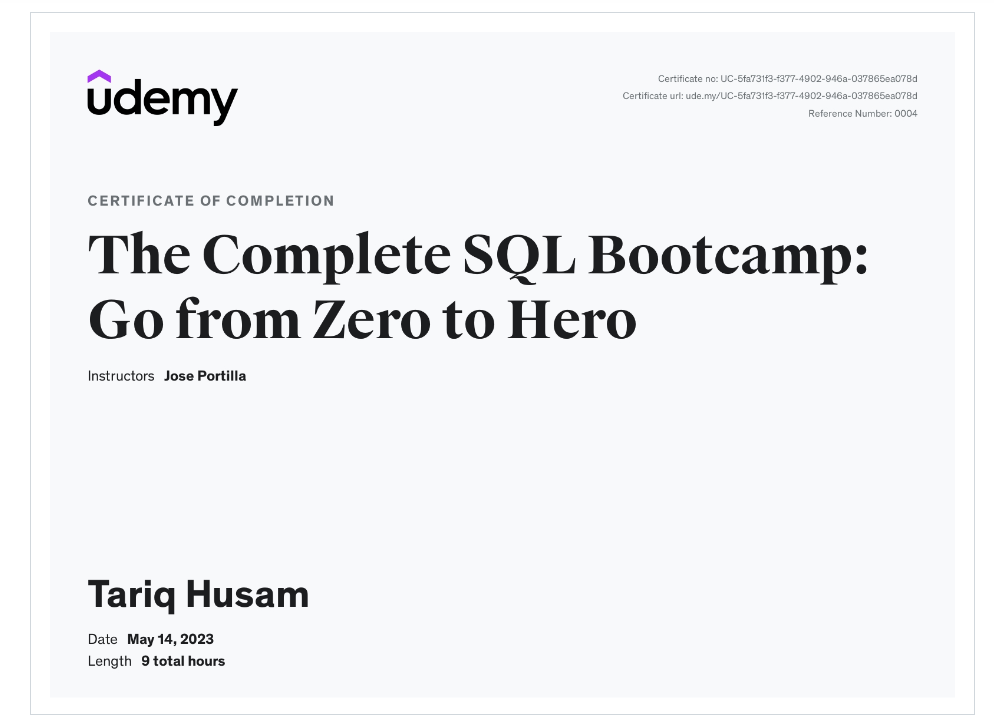 udemy
Certificate no: UC-5fa731f3-f377-4902-946a-037865ea078d
Certificate url: ude.my/UC-5fa731f3-f377-4902-946a-037865ea078d
Reference Number: 0004
CERTIFICATE OF COMPLETION
The Complete SQL Bootcamp:
Go from Zero to Hero
Instructors Jose Portilla
Tariq Husam
Date May 14, 2023
Length 9 total hours